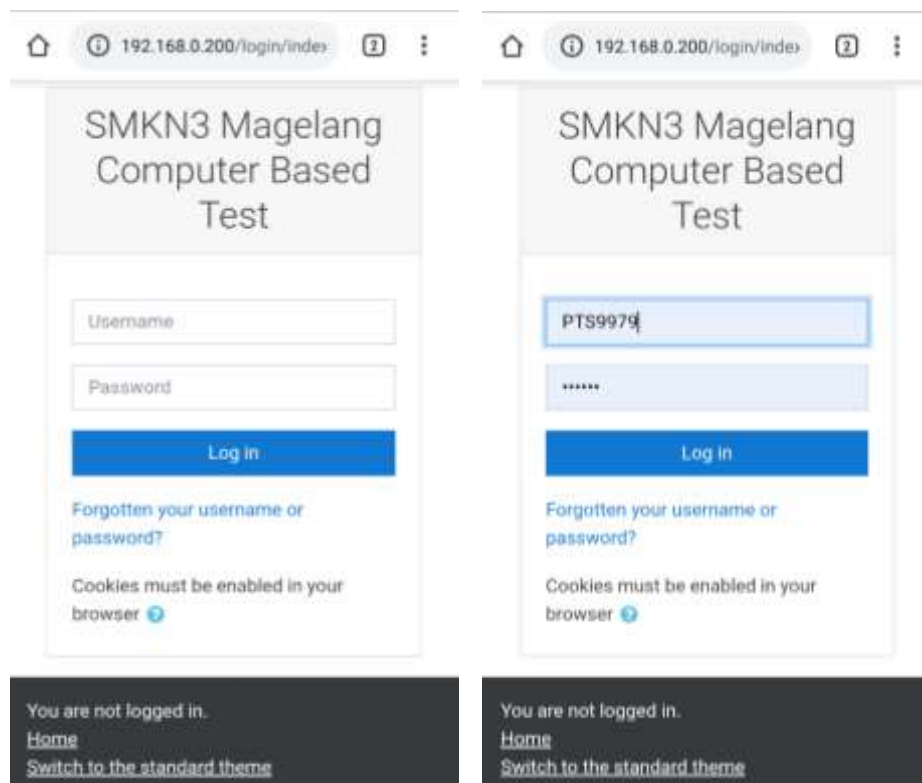 192.168.0.200/login/index
2
SMKN3 Magelang
Computer Based
Test
Username
Password
Log in
Forgotten your username or
password?
Cookies must be enabled in your
browser
You are not logged in.
Home
Switch to the standard theme
192.168.0.200/login/index
2
SMKN3 Magelang
Computer Based
Test
PTS9979
••••••
Log in
Forgotten your username or
password?
Cookies must be enabled in your
browser
You are not logged in.
Home
Switch to the standard theme